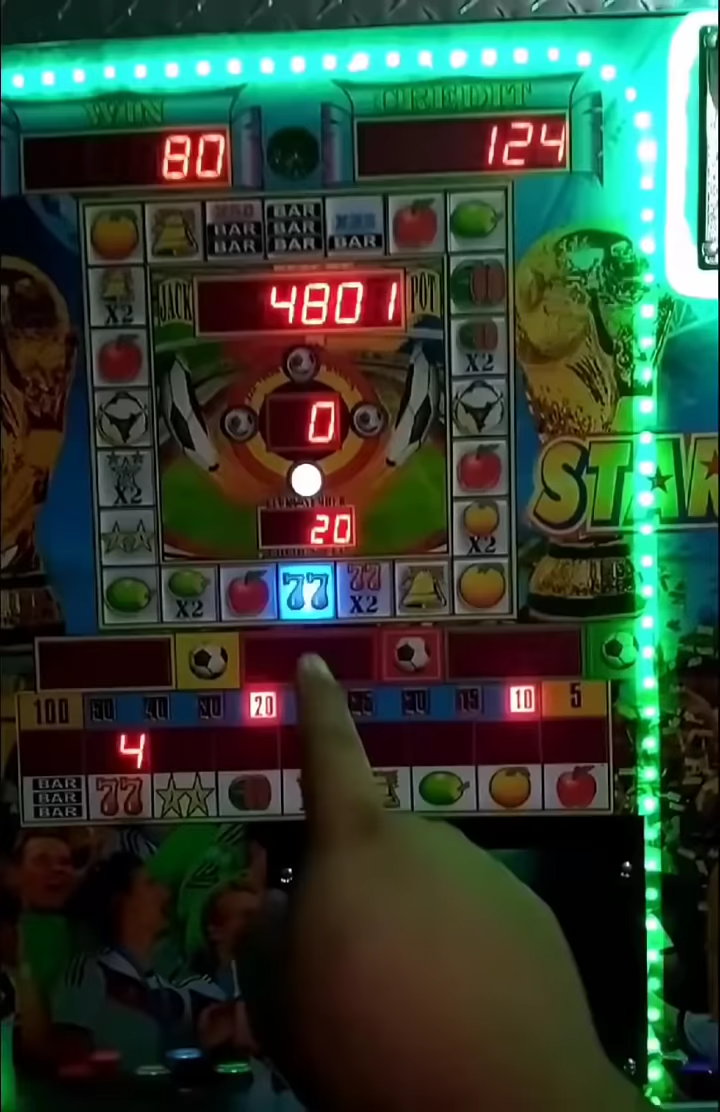 WIN CREDIT
80 124
BAR BAR
BAR BAR
BAR BAR BAR
X2 JACK 4801 POT
X2
0
X2
STAR
20 X2
X2 77 77 X2
100 20 10 5
4
BAR 77
BAR
BAR